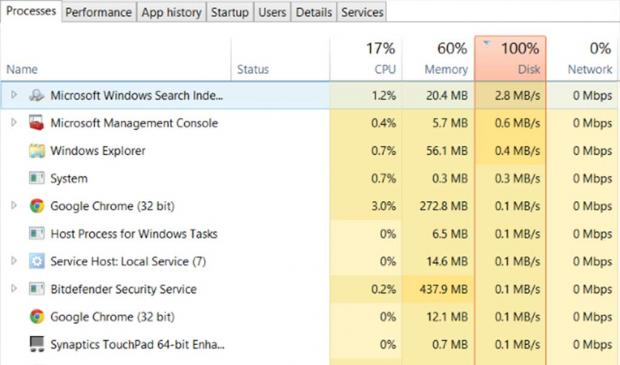 Processes Performance App history Startup Users Details Services
17% 60% 100% 0%
Name Status CPU Memory Disk Network
Microsoft Windows Search Inde... 1.2% 20.4 MB 2.8 MB/s 0 Mbps
Microsoft Management Console 0.4% 5.7 MB 0.6 MB/s 0 Mbps
Windows Explorer 0.7% 56.1 MB 0.4 MB/s 0 Mbps
System 0.7% 0.3 MB 0.3 MB/s 0 Mbps
Google Chrome (32 bit) 3.0% 272.8 MB 0.1 MB/s 0 Mbps
Host Process for Windows Tasks 0% 6.5 MB 0.1 MB/s 0 Mbps
Service Host: Local Service (7) 0% 14.6 MB 0.1 MB/s 0 Mbps
Bitdefender Security Service 0.2% 437.9 MB 0.1 MB/s 0 Mbps
Google Chrome (32 bit) 0% 12.1 MB 0.1 MB/s 0 Mbps
Synaptics TouchPad 64-bit Enha... 0% 0.7 MB 0.1 MB/s 0 Mbps